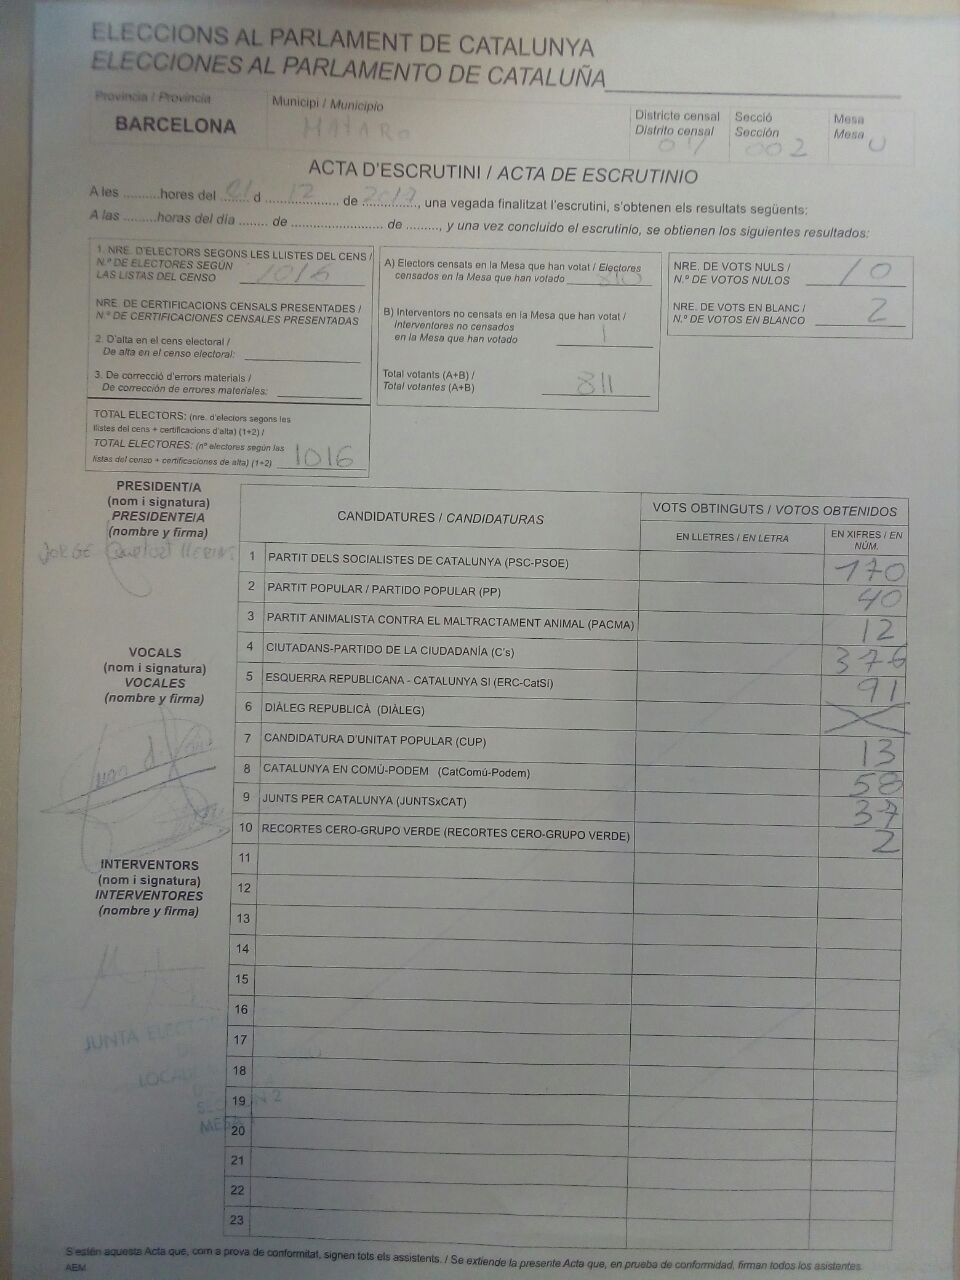 ELECCIONS AL PARLAMENT DE CATALUNYA
ELECCIONES AL PARLAMENTO DE CATALUÑA
Provincia / Provincia
BARCELONA
Municipi / Municipio
MATARO
Districte censal
Distrito censal
04
Secció
Sección
002
Mesa
Mesa U
ACTA D'ESCRUTINI / ACTA DE ESCRUTINIO
A les ..........hores del 21 d 12 de 2017, una vegada finalitzat l'escrutini, s'obtenen els resultats següents:
A las .........horas del día ........ de ......................... de ........., y una vez concluido el escrutinio, se obtienen los siguientes resultados:
1. NRE. D'ELECTORS SEGONS LES LLISTES DEL CENS /
N.º DE ELECTORES SEGÚN
LAS LISTAS DEL CENSO 1016
NRE. DE CERTIFICACIONS CENSALS PRESENTADES /
N.º DE CERTIFICACIONES CENSALES PRESENTADAS
2. D'alta en el cens electoral /
De alta en el censo electoral:
3. De correcció d'errors materials /
De corrección de errores materiales:
TOTAL ELECTORS: (nre. d'electors segons les
llistes del cens + certificacions d'alta) (1+2) /
TOTAL ELECTORES: (nº electores según las
listas del censo + certificaciones de alta) (1+2) 1016
A) Electors censats en la Mesa que han votat / Electores
censados en la Mesa que han votado 810
B) Interventors no censats en la Mesa que han votat /
Interventores no censados
en la Mesa que han votado 1
Total votants (A+B) /
Total votantes (A+B) 811
NRE. DE VOTS NULS /
N.º DE VOTOS NULOS 10
NRE. DE VOTS EN BLANC /
N.º DE VOTOS EN BLANCO 2
PRESIDENT/A
(nom i signatura)
PRESIDENTE/A
(nombre y firma)
JORGE
VOCALS
(nom i signatura)
VOCALES
(nombre y firma)
Juan
INTERVENTORS
(nom i signatura)
INTERVENTORES
(nombre y firma)
JUNTA
CANDIDATURES / CANDIDATURAS
VOTS OBTINGUTS / VOTOS OBTENIDOS
EN LLETRES / EN LETRA
EN XIFRES / EN NÚM.
1 PARTIT DELS SOCIALISTES DE CATALUNYA (PSC-PSOE) 170
2 PARTIT POPULAR / PARTIDO POPULAR (PP) 40
3 PARTIT ANIMALISTA CONTRA EL MALTRACTAMENT ANIMAL (PACMA) 12
4 CIUTADANS-PARTIDO DE LA CIUDADANÍA (C's) 376
5 ESQUERRA REPUBLICANA - CATALUNYA SI (ERC-CatSí) 91
6 DIÀLEG REPUBLICÀ (DIÀLEG)
7 CANDIDATURA D'UNITAT POPULAR (CUP) 13
8 CATALUNYA EN COMÚ-PODEM (CatComú-Podem) 58
9 JUNTS PER CATALUNYA (JUNTSxCAT) 37
10 RECORTES CERO-GRUPO VERDE (RECORTES CERO-GRUPO VERDE) 2
11
12
13
14
15
16
17
18
19
20
21
22
23
S'estén aquesta Acta que, com a prova de conformitat, signen tots els assistents. / Se extiende la presente Acta que, en prueba de conformidad, firman todos los asistentes.
AEM